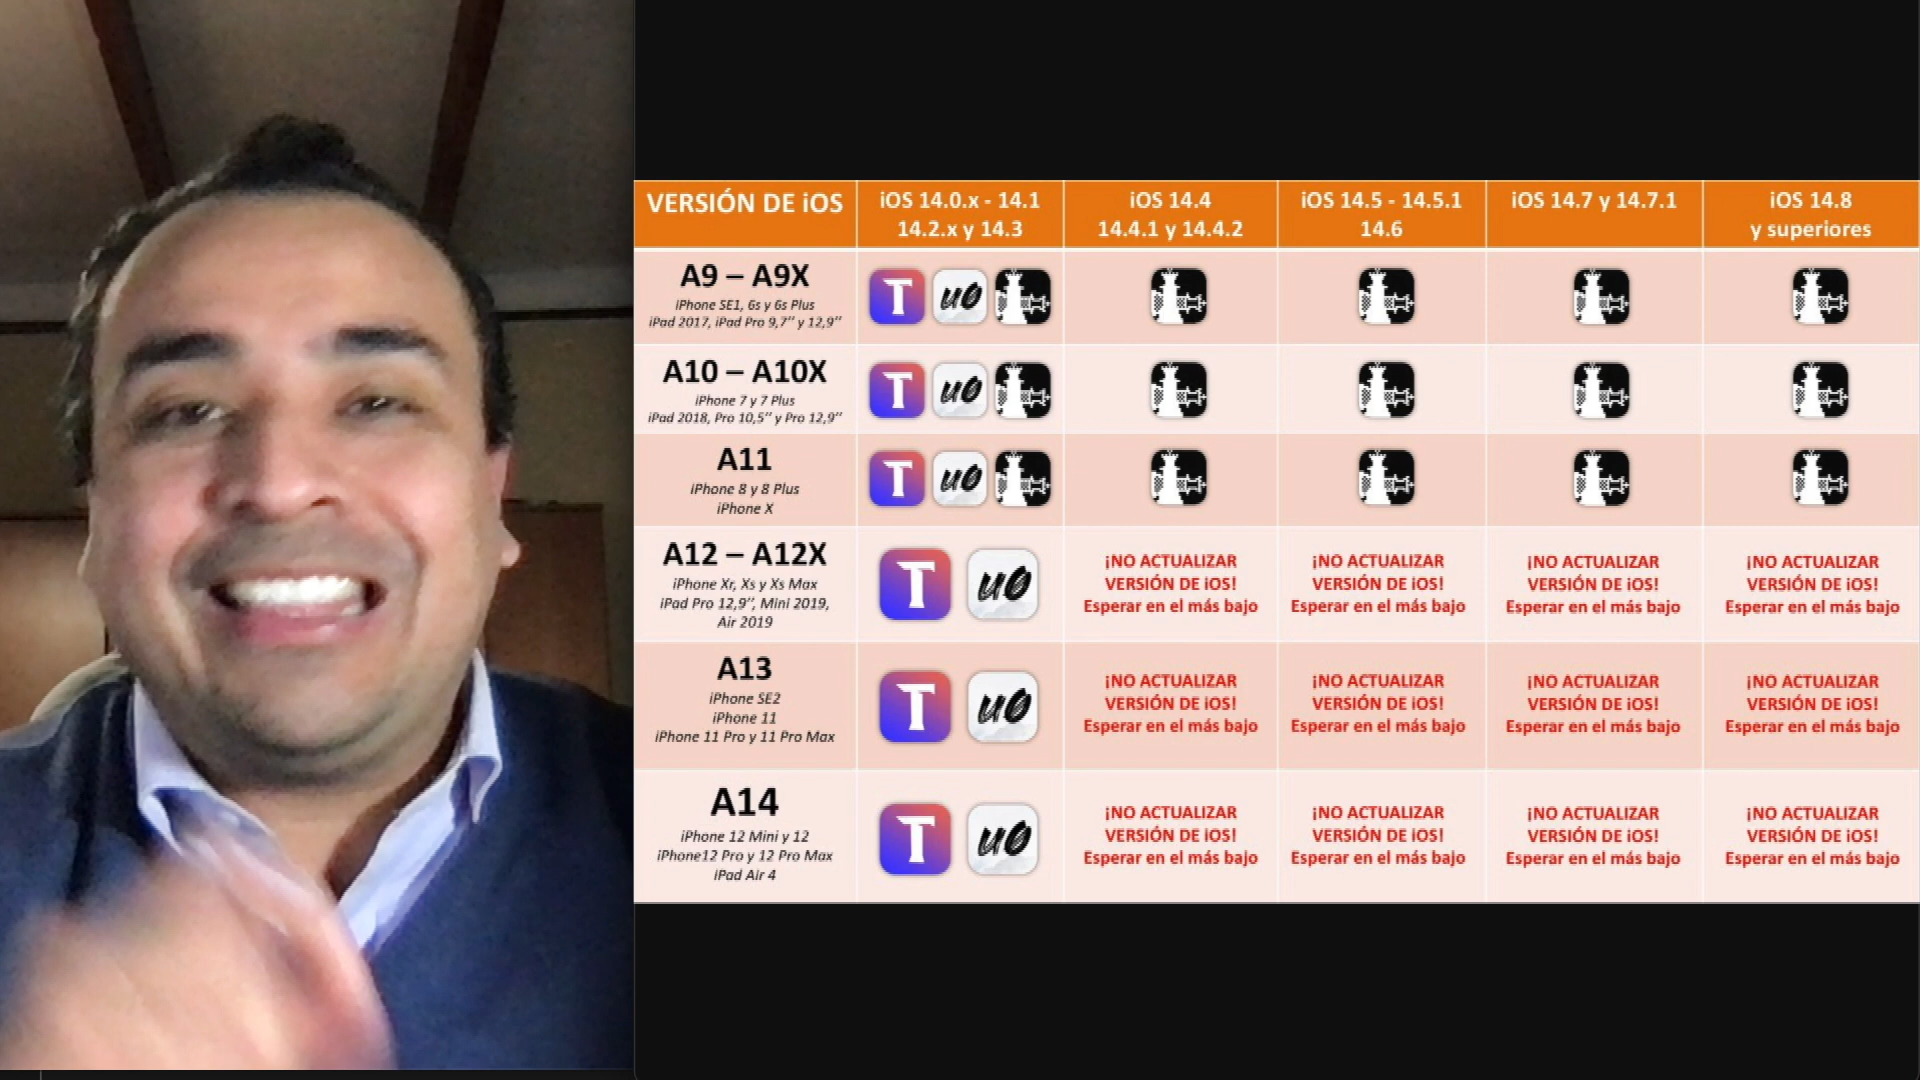 VERSIÓN DE iOS
iOS 14.0.x - 14.1
14.2.x y 14.3
iOS 14.4
14.4.1 y 14.4.2
iOS 14.5 - 14.5.1
14.6
iOS 14.7 y 14.7.1
iOS 14.8
y superiores
A9 – A9X
iPhone SE1, 6s y 6s Plus
iPad 2017, iPad Pro 9,7’’ y 12,9’’
T
u0
A10 – A10X
iPhone 7 y 7 Plus
iPad 2018, Pro 10,5’’ y Pro 12,9’’
T
u0
A11
iPhone 8 y 8 Plus
iPhone X
T
u0
A12 – A12X
iPhone Xr, Xs y Xs Max
iPad Pro 12,9’’, Mini 2019,
Air 2019
T
u0
¡NO ACTUALIZAR
VERSIÓN DE iOS!
Esperar en el más bajo
¡NO ACTUALIZAR
VERSIÓN DE iOS!
Esperar en el más bajo
¡NO ACTUALIZAR
VERSIÓN DE iOS!
Esperar en el más bajo
¡NO ACTUALIZAR
VERSIÓN DE iOS!
Esperar en el más bajo
A13
iPhone SE2
iPhone 11
iPhone 11 Pro y 11 Pro Max
T
u0
¡NO ACTUALIZAR
VERSIÓN DE iOS!
Esperar en el más bajo
¡NO ACTUALIZAR
VERSIÓN DE iOS!
Esperar en el más bajo
¡NO ACTUALIZAR
VERSIÓN DE iOS!
Esperar en el más bajo
¡NO ACTUALIZAR
VERSIÓN DE iOS!
Esperar en el más bajo
A14
iPhone 12 Mini y 12
iPhone12 Pro y 12 Pro Max
iPad Air 4
T
u0
¡NO ACTUALIZAR
VERSIÓN DE iOS!
Esperar en el más bajo
¡NO ACTUALIZAR
VERSIÓN DE iOS!
Esperar en el más bajo
¡NO ACTUALIZAR
VERSIÓN DE iOS!
Esperar en el más bajo
¡NO ACTUALIZAR
VERSIÓN DE iOS!
Esperar en el más bajo